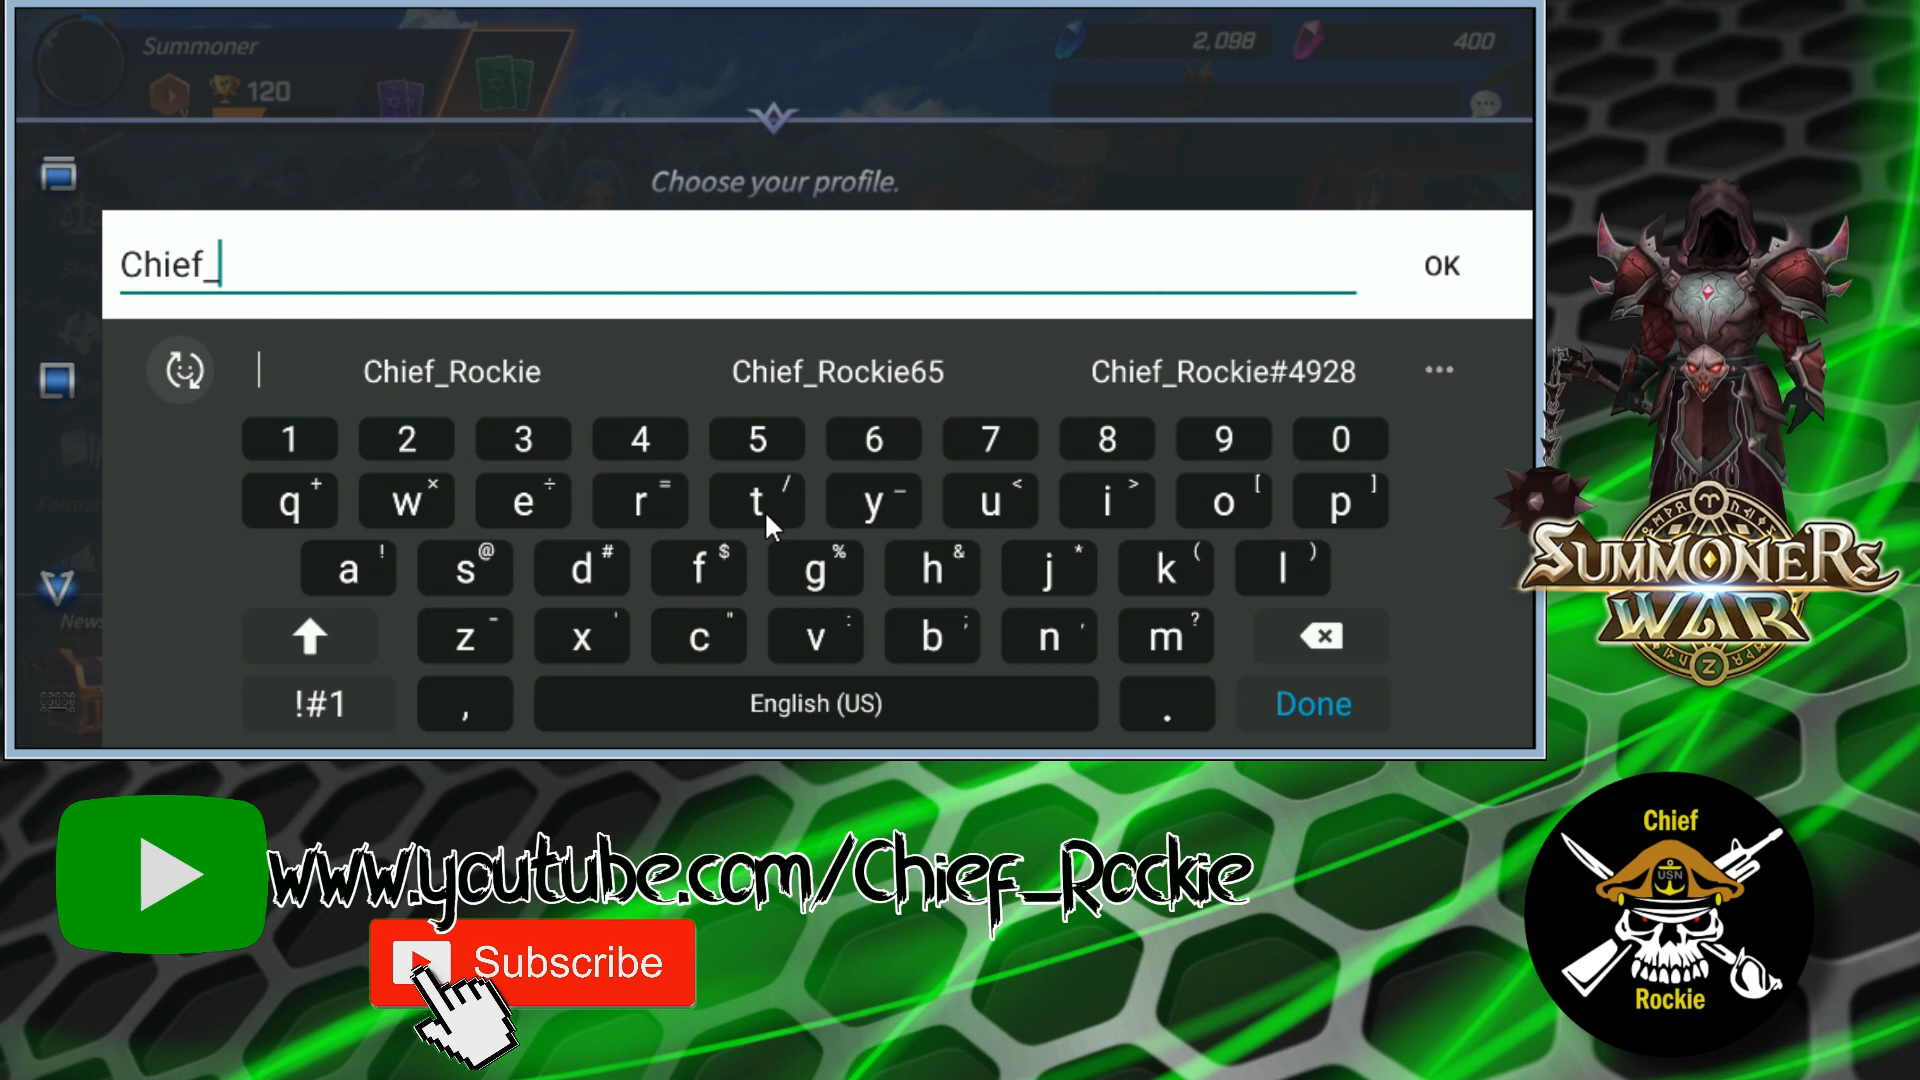 Summoner
2,098
400
120
Choose your profile.
Chief_
OK
Chief_Rockie
Chief_Rockie65
Chief_Rockie#4928
...
1 2 3 4 5 6 7 8 9 0
q + w × e ÷ r = t / y _ u < i > o [ p ]
a ! s @ d # f $ g % h & j * k ( l )
z - x ' c " v : b ; n , m ?
!#1 , English (US) . Done
News
SUMMONERS
WAR
www.youtube.com/Chief_Rockie
Subscribe
Chief
USN
Rockie